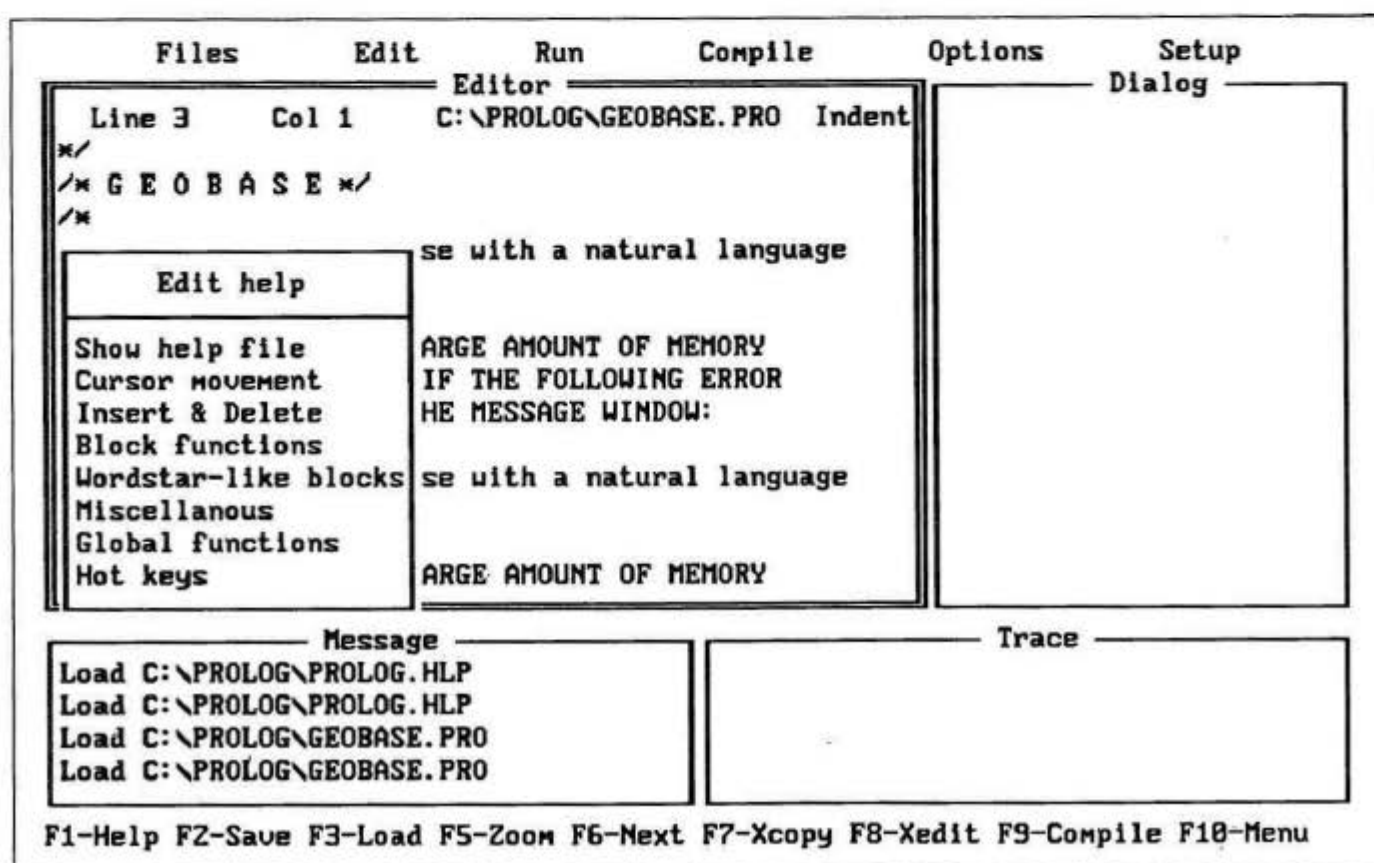 Files Edit Run Compile Options Setup
Editor
Line 3 Col 1 C:\PROLOG\GEOBASE.PRO Indent
*/
/* G E O B A S E */
/*
se with a natural language
Edit help
Show help file
ARGE AMOUNT OF MEMORY
Cursor movement
IF THE FOLLOWING ERROR
Insert & Delete
HE MESSAGE WINDOW:
Block functions
Wordstar-like blocks
se with a natural language
Miscellanous
Global functions
Hot keys
ARGE AMOUNT OF MEMORY
Dialog
Message
Load C:\PROLOG\PROLOG.HLP
Load C:\PROLOG\PROLOG.HLP
Load C:\PROLOG\GEOBASE.PRO
Load C:\PROLOG\GEOBASE.PRO
Trace
F1-Help F2-Save F3-Load F5-Zoom F6-Next F7-Xcopy F8-Xedit F9-Compile F10-Menu